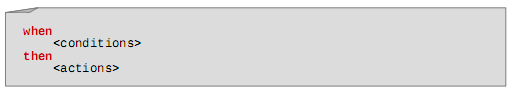 when
<conditions>
then
<actions>